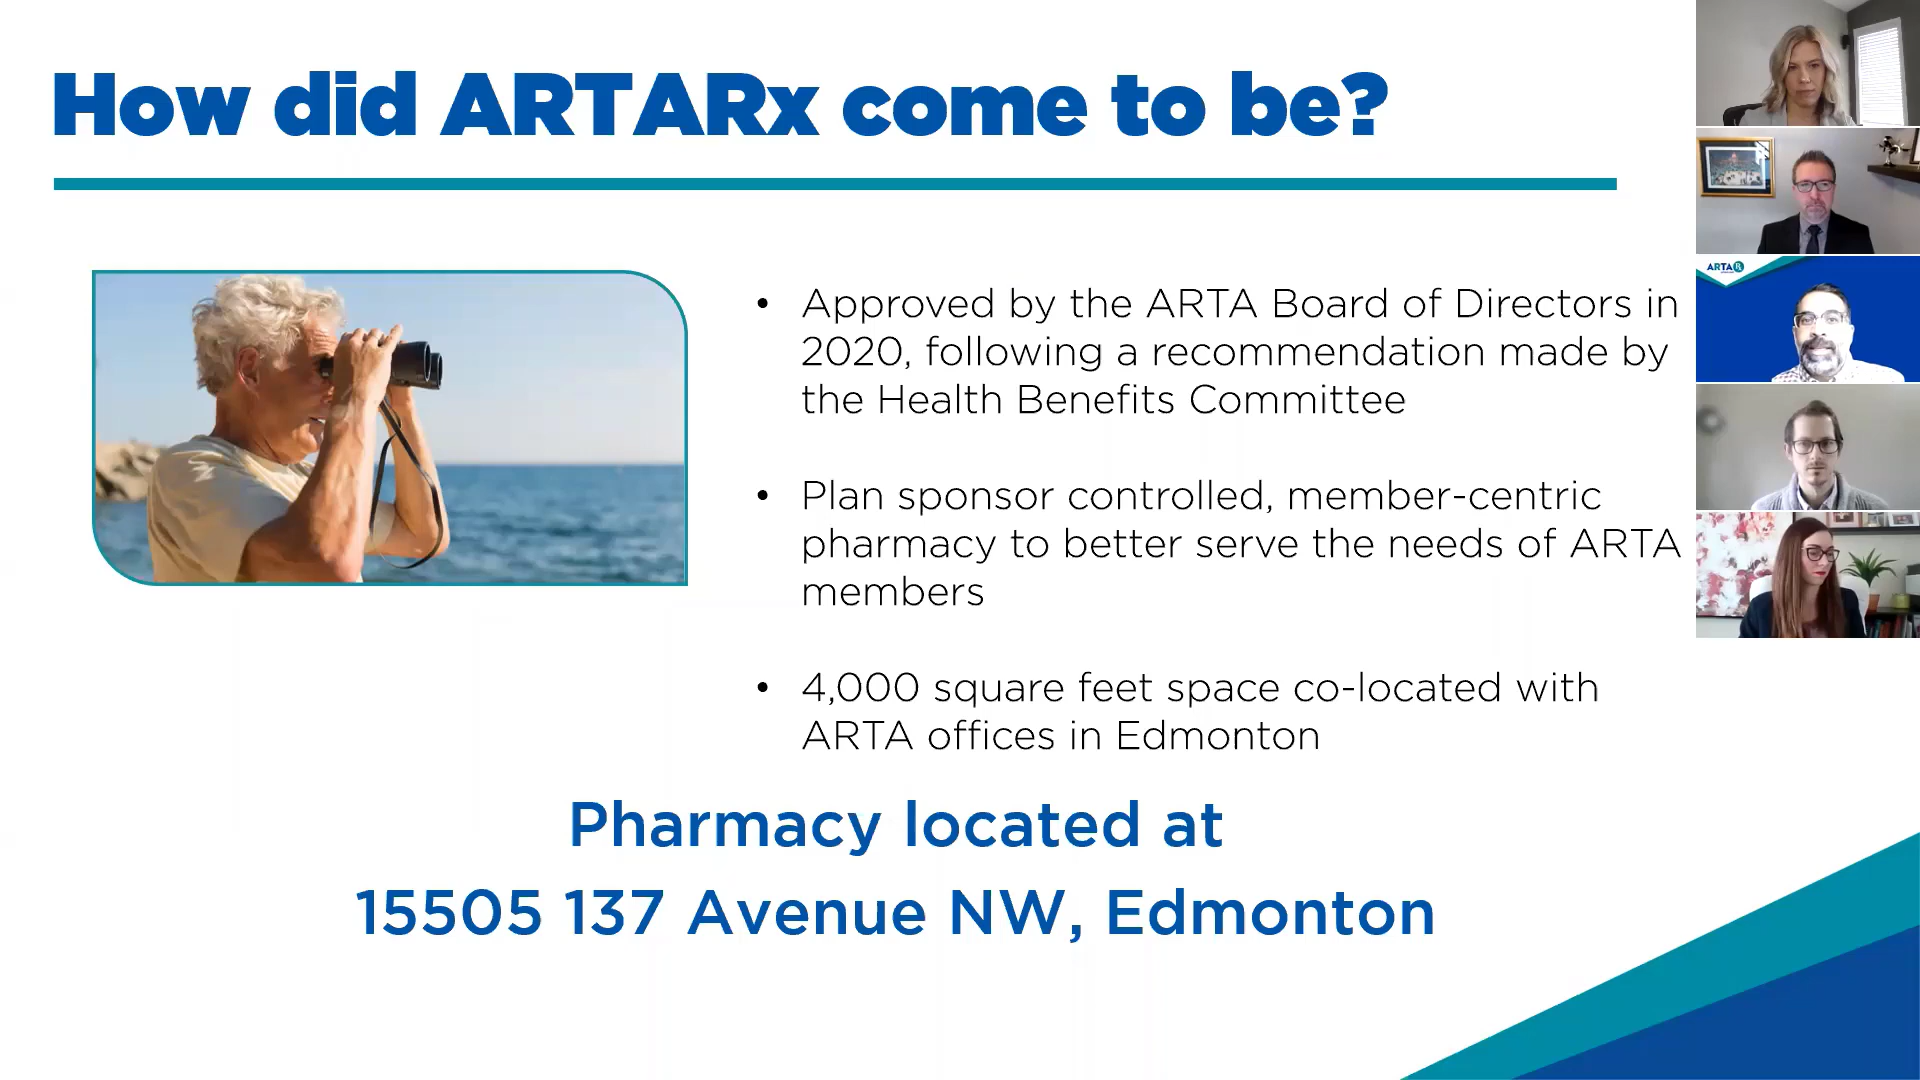 How did ARTARx come to be?
• Approved by the ARTA Board of Directors in
2020, following a recommendation made by
the Health Benefits Committee
• Plan sponsor controlled, member-centric
pharmacy to better serve the needs of ARTA
members
• 4,000 square feet space co-located with
ARTA offices in Edmonton
Pharmacy located at
15505 137 Avenue NW, Edmonton
ARTA Rx